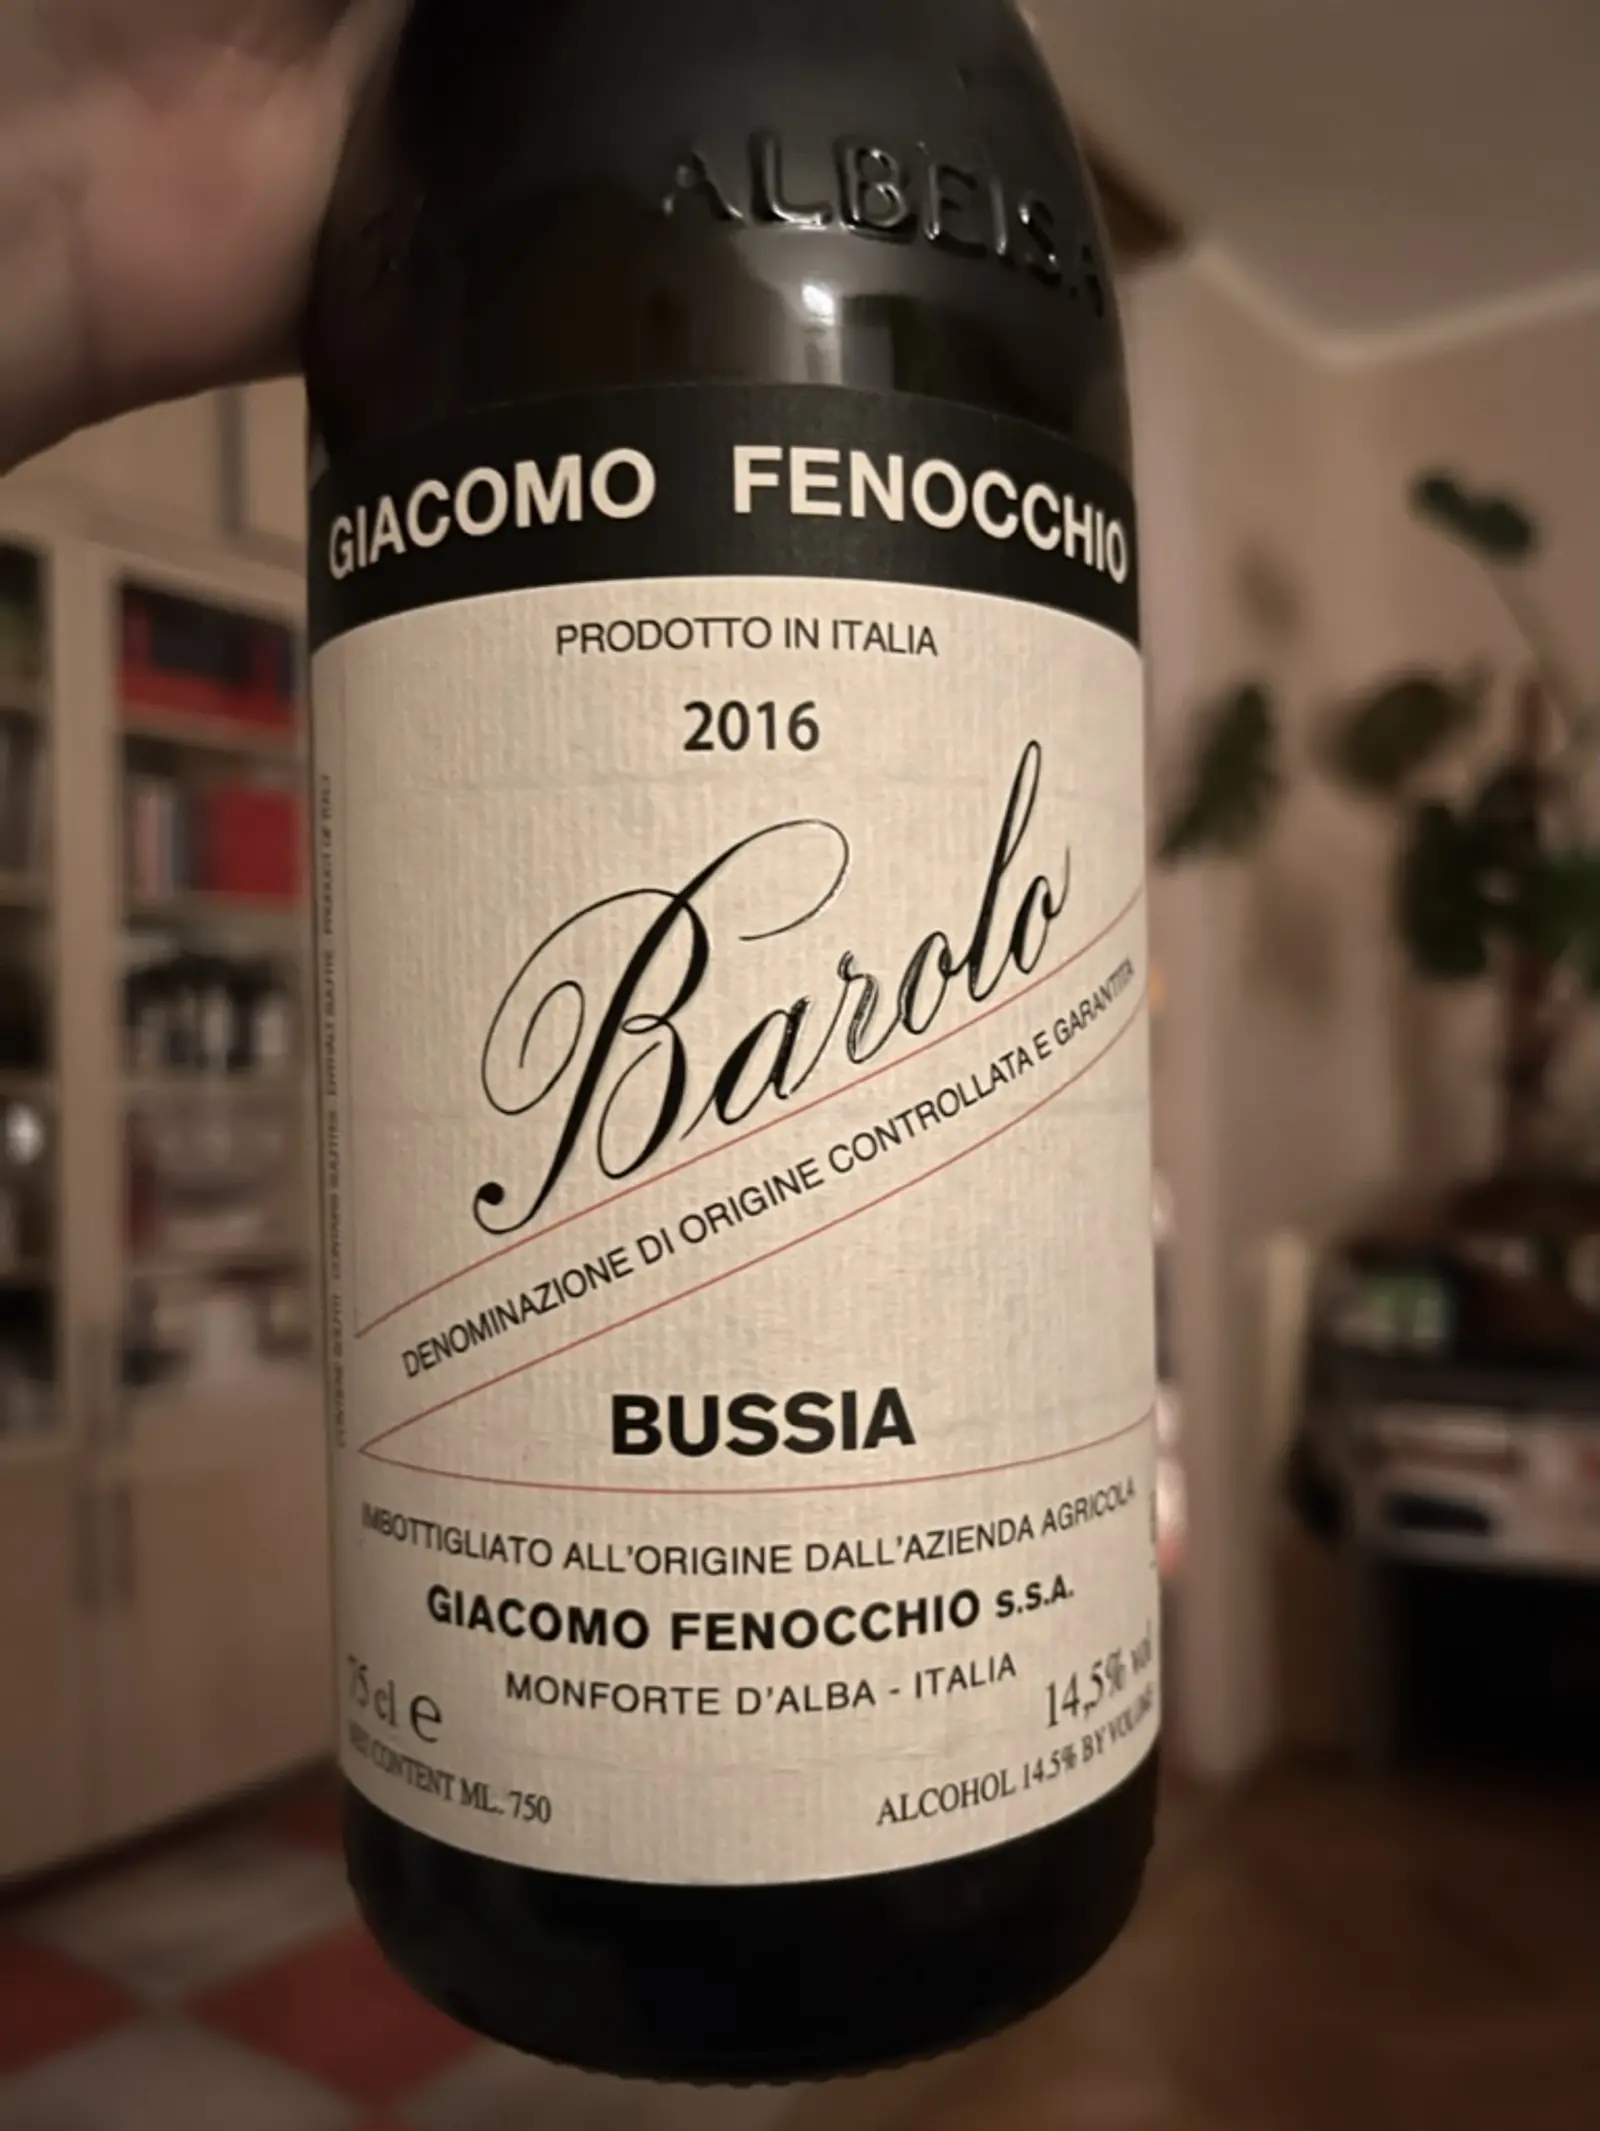 ALBEISA
GIACOMO FENOCCHIO
PRODOTTO IN ITALIA
2016
Barolo
DENOMINAZIONE DI ORIGINE CONTROLLATA E GARANTITA
BUSSIA
IMBOTTIGLIATO ALL'ORIGINE DALL'AZIENDA AGRICOLA
GIACOMO FENOCCHIO S.S.A.
MONFORTE D'ALBA - ITALIA
75 cl e
14,5% vol
NET CONTENT ML. 750
ALCOHOL 14.5% BY VOLUME